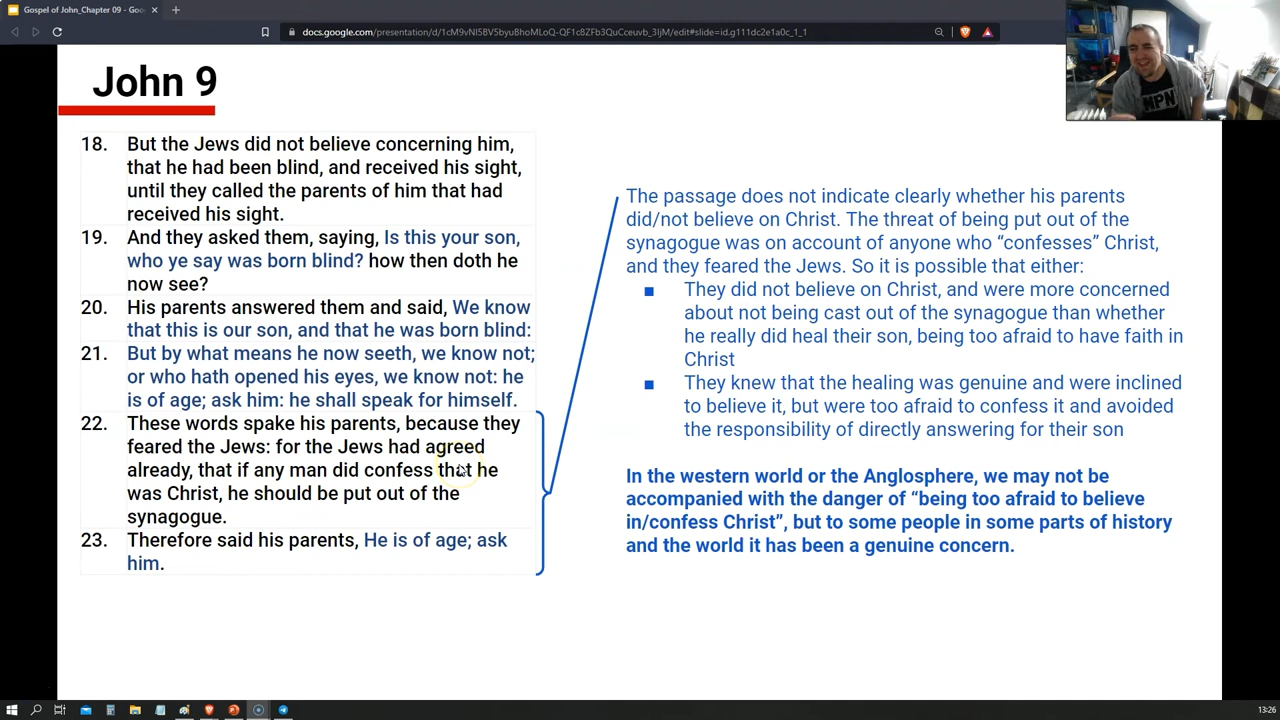 Gospel of John_Chapter 09 - Goo
docs.google.com/presentation/d/1cM9vNI5BV5byuBhoMLoQ-QF1c8ZFb3QuCceuvb_3IjM/edit#slide=id.g111dc2e1a0c_1_1
MPN
John 9
18. But the Jews did not believe concerning him,
that he had been blind, and received his sight,
until they called the parents of him that had
received his sight.
19. And they asked them, saying, Is this your son,
who ye say was born blind? how then doth he
now see?
20. His parents answered them and said, We know
that this is our son, and that he was born blind:
21. But by what means he now seeth, we know not;
or who hath opened his eyes, we know not: he
is of age; ask him: he shall speak for himself.
22. These words spake his parents, because they
feared the Jews: for the Jews had agreed
already, that if any man did confess that he
was Christ, he should be put out of the
synagogue.
23. Therefore said his parents, He is of age; ask
him.
The passage does not indicate clearly whether his parents
did/not believe on Christ. The threat of being put out of the
synagogue was on account of anyone who “confesses” Christ,
and they feared the Jews. So it is possible that either:
■ They did not believe on Christ, and were more concerned
about not being cast out of the synagogue than whether
he really did heal their son, being too afraid to have faith in
Christ
■ They knew that the healing was genuine and were inclined
to believe it, but were too afraid to confess it and avoided
the responsibility of directly answering for their son
In the western world or the Anglosphere, we may not be
accompanied with the danger of “being too afraid to believe
in/confess Christ”, but to some people in some parts of history
and the world it has been a genuine concern.
13:26